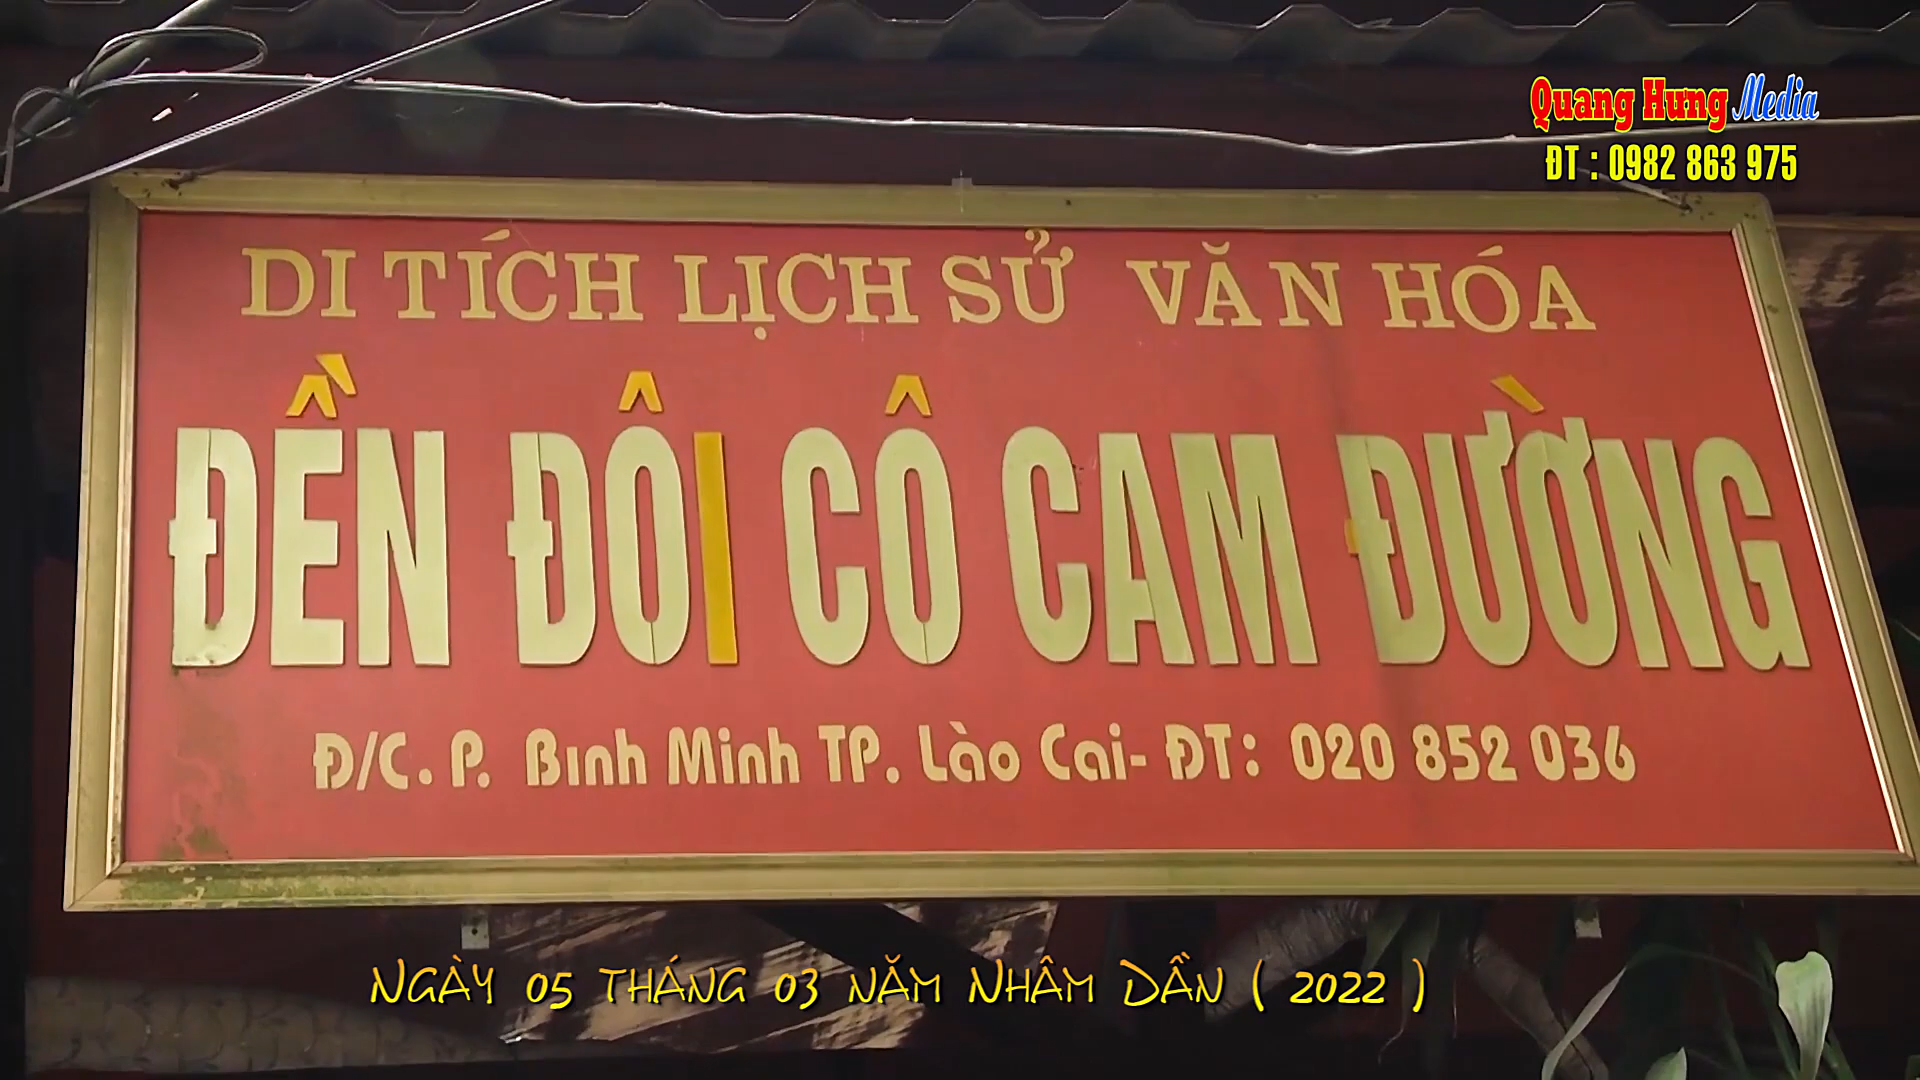 Quang Hưng Media
ĐT : 0982 863 975
DI TÍCH LỊCH SỬ VĂN HÓA
ĐỀN ĐÔI CÔ CAM ĐƯỜNG
Đ/C. P. Bình Minh TP. Lào Cai- ĐT: 020 852 036
NGÀY 05 THÁNG 03 NĂM NHÂM DẦN ( 2022 )